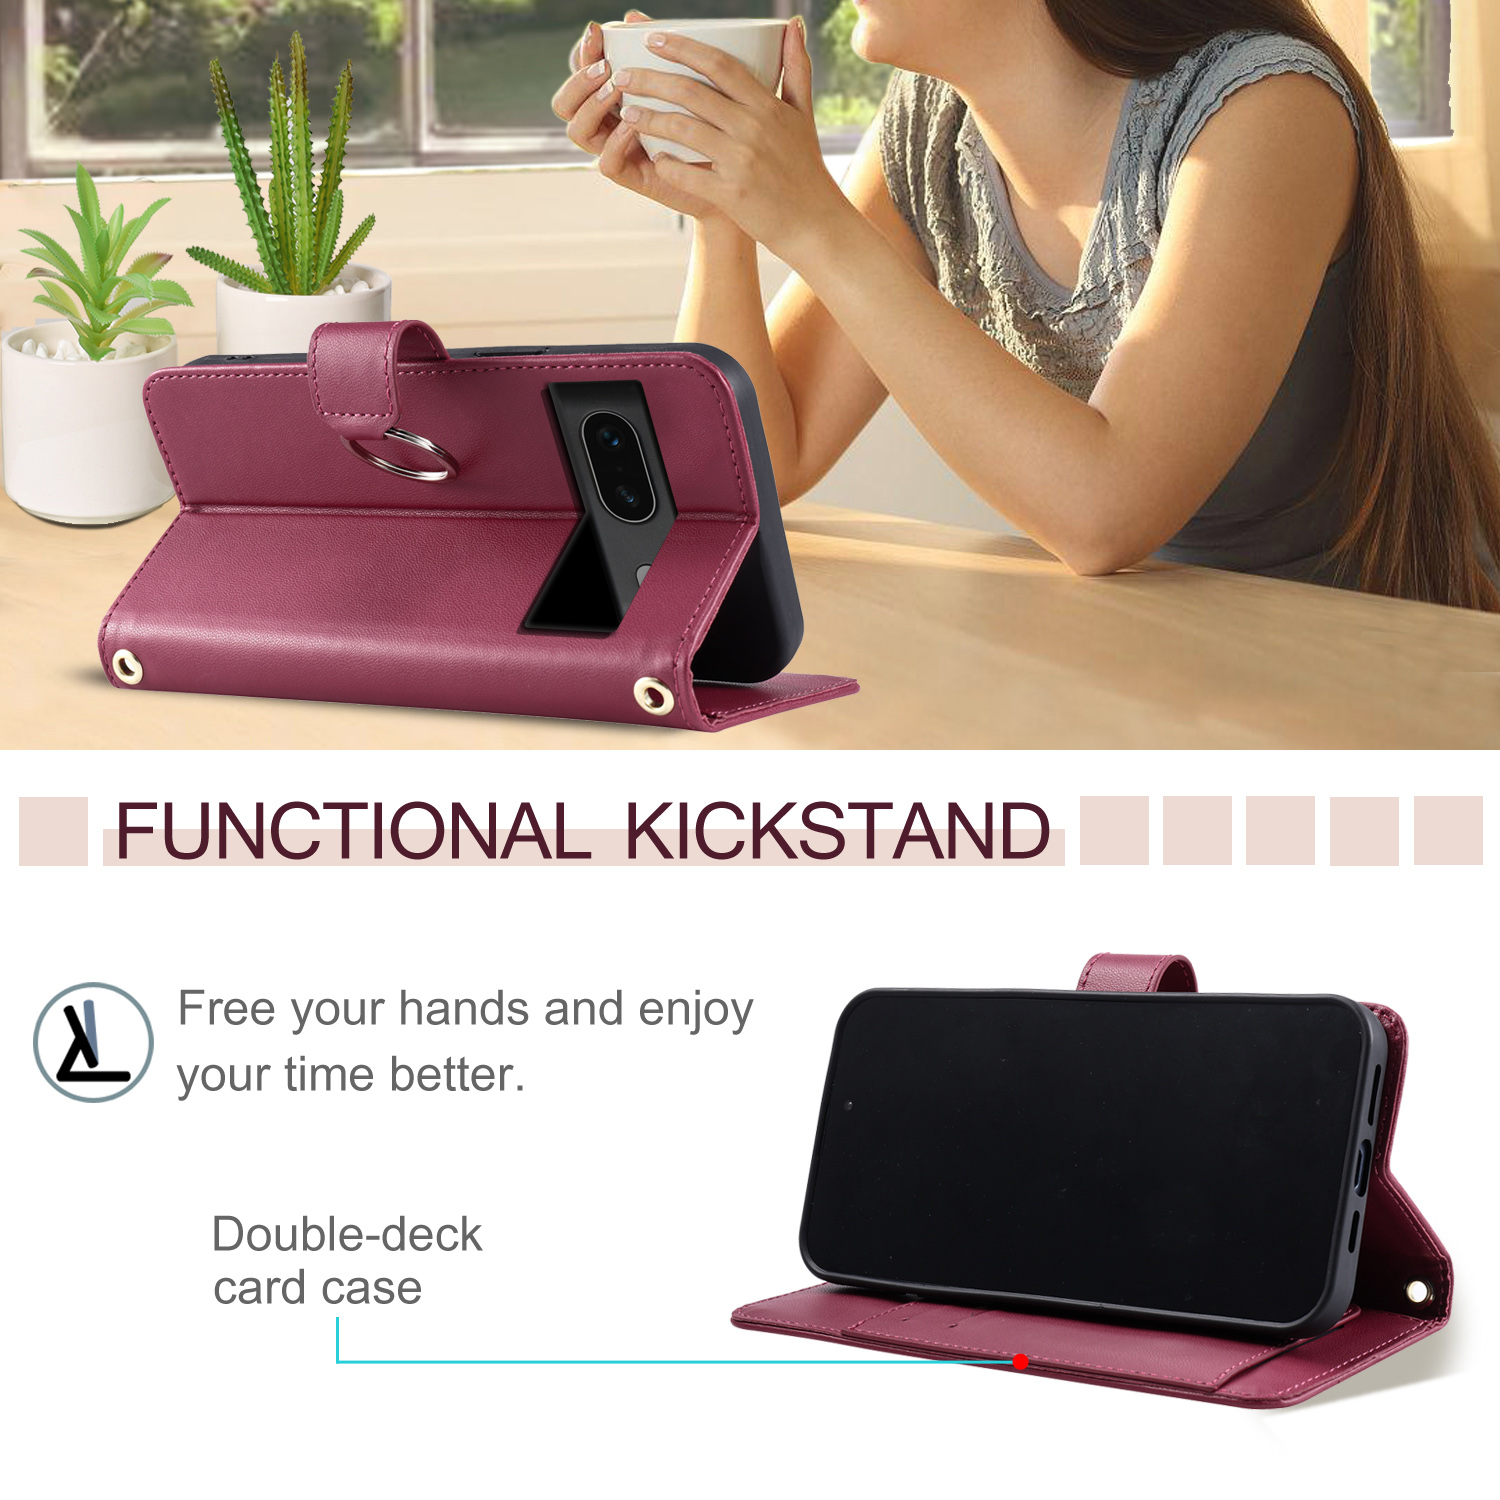 FUNCTIONAL KICKSTAND
Free your hands and enjoy
your time better.
Double-deck
card case